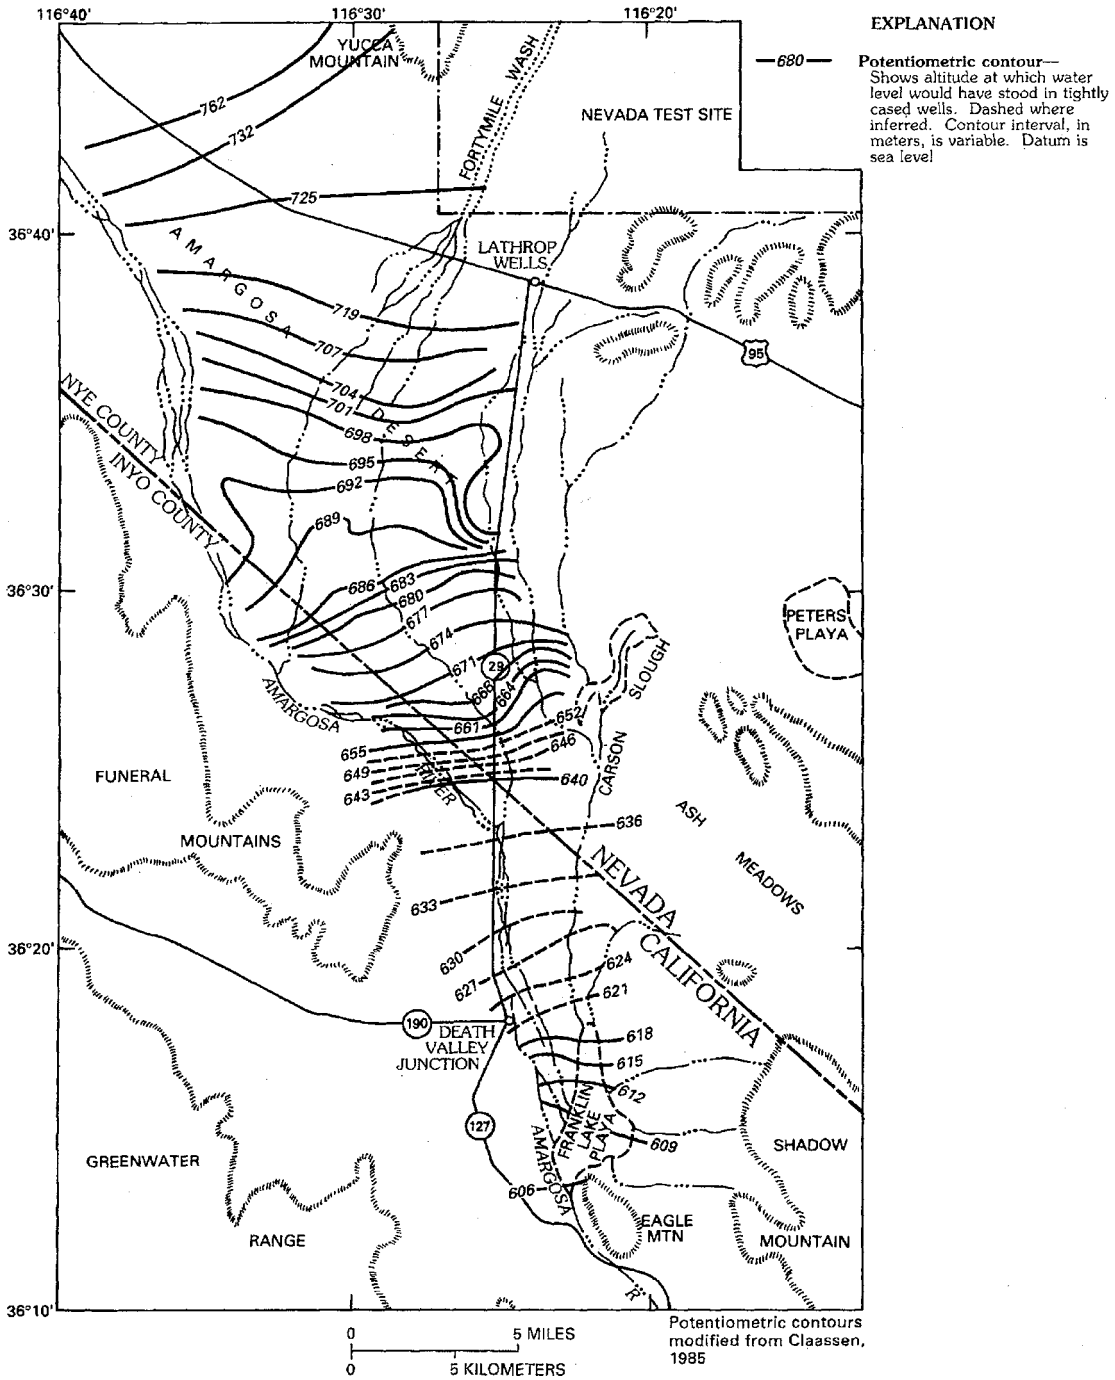 116°40'
116°30'
116°20'
EXPLANATION
—680— Potentiometric contour—
Shows altitude at which water
level would have stood in tightly
cased wells. Dashed where
inferred. Contour interval, in
meters, is variable. Datum is
sea level
YUCCA
MOUNTAIN
FORTYMILE WASH
NEVADA TEST SITE
762
732
725
36°40'
AMARGOSA
DESERT
LATHROP
WELLS
719
707
95
704
701
698
695
692
689
NYE COUNTY
INYO COUNTY
36°30'
686
683
680
677
674
671
668
664
661
29
PETERS
PLAYA
CARSON
SLOUGH
AMARGOSA
RIVER
655
652
649
646
643
640
FUNERAL
MOUNTAINS
ASH
MEADOWS
636
633
NEVADA
CALIFORNIA
36°20'
630
627
624
621
190
DEATH
VALLEY
JUNCTION
618
615
612
127
FRANKLIN
LAKE
PLAYA
609
AMARGOSA
SHADOW
GREENWATER
606
EAGLE
MTN
MOUNTAIN
RANGE
R
36°10'
0
5 MILES
0
5 KILOMETERS
Potentiometric contours
modified from Claassen,
1985